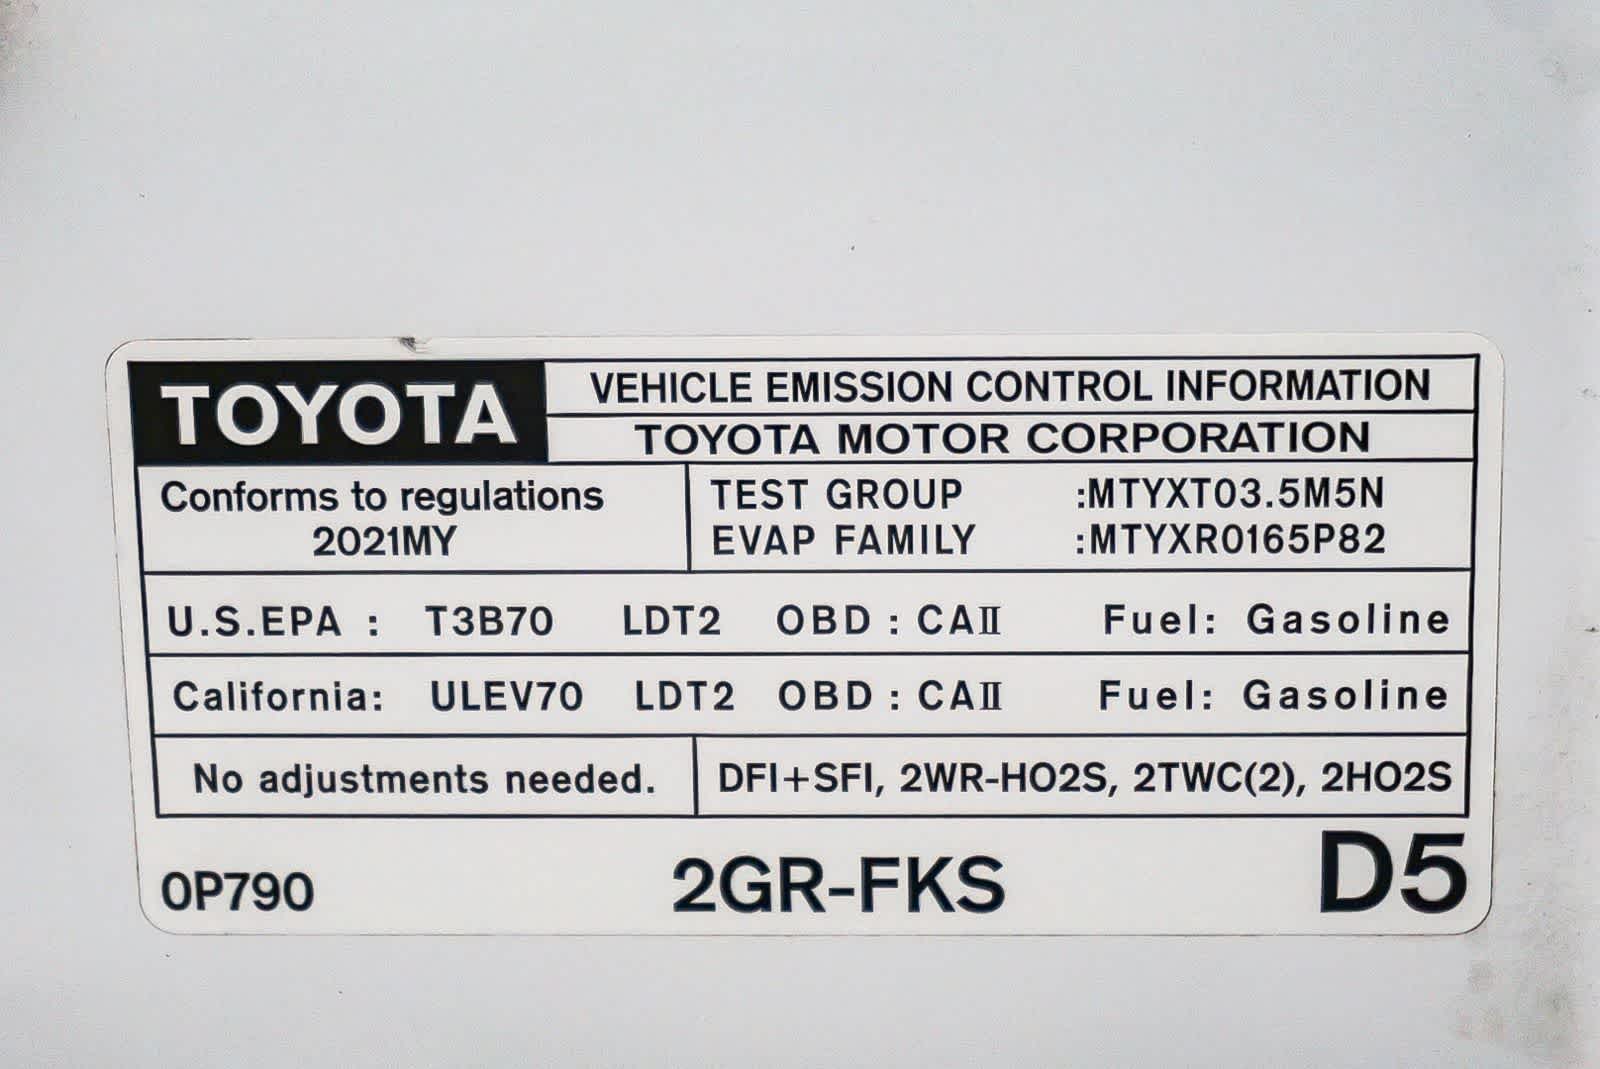 TOYOTA
VEHICLE EMISSION CONTROL INFORMATION
TOYOTA MOTOR CORPORATION
Conforms to regulations
2021MY
TEST GROUP :MTYXT03.5M5N
EVAP FAMILY :MTYXR0165P82
U.S.EPA : T3B70 LDT2 OBD : CAⅡ Fuel: Gasoline
California: ULEV70 LDT2 OBD : CAⅡ Fuel: Gasoline
No adjustments needed.
DFI+SFI, 2WR-HO2S, 2TWC(2), 2HO2S
0P790 2GR-FKS D5